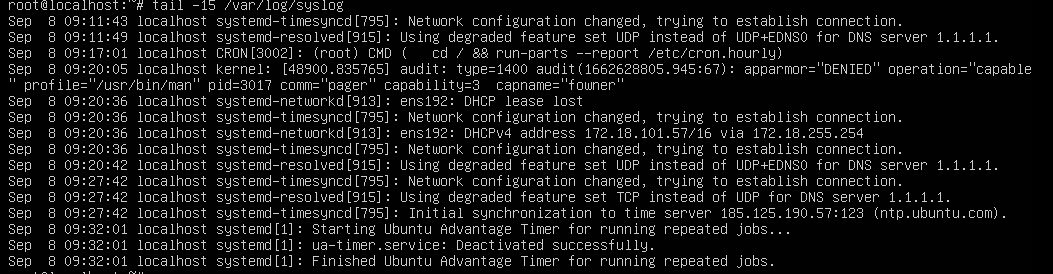 root@localhost:~# tail -15 /var/log/syslog
Sep  8 09:11:43 localhost systemd-timesyncd[795]: Network configuration changed, trying to establish connection.
Sep  8 09:11:49 localhost systemd-resolved[915]: Using degraded feature set UDP instead of UDP+EDNS0 for DNS server 1.1.1.1.
Sep  8 09:17:01 localhost CRON[3002]: (root) CMD (   cd / && run-parts --report /etc/cron.hourly)
Sep  8 09:20:05 localhost kernel: [48900.835765] audit: type=1400 audit(1662628805.945:67): apparmor="DENIED" operation="capable
" profile="/usr/bin/man" pid=3017 comm="pager" capability=3  capname="fowner"
Sep  8 09:20:36 localhost systemd-networkd[913]: ens192: DHCP lease lost
Sep  8 09:20:36 localhost systemd-timesyncd[795]: Network configuration changed, trying to establish connection.
Sep  8 09:20:36 localhost systemd-networkd[913]: ens192: DHCPv4 address 172.18.101.57/16 via 172.18.255.254
Sep  8 09:20:36 localhost systemd-timesyncd[795]: Network configuration changed, trying to establish connection.
Sep  8 09:20:42 localhost systemd-resolved[915]: Using degraded feature set UDP instead of UDP+EDNS0 for DNS server 1.1.1.1.
Sep  8 09:27:42 localhost systemd-timesyncd[795]: Network configuration changed, trying to establish connection.
Sep  8 09:27:42 localhost systemd-resolved[915]: Using degraded feature set TCP instead of UDP for DNS server 1.1.1.1.
Sep  8 09:27:42 localhost systemd-timesyncd[795]: Initial synchronization to time server 185.125.190.57:123 (ntp.ubuntu.com).
Sep  8 09:32:01 localhost systemd[1]: Starting Ubuntu Advantage Timer for running repeated jobs...
Sep  8 09:32:01 localhost systemd[1]: ua-timer.service: Deactivated successfully.
Sep  8 09:32:01 localhost systemd[1]: Finished Ubuntu Advantage Timer for running repeated jobs.